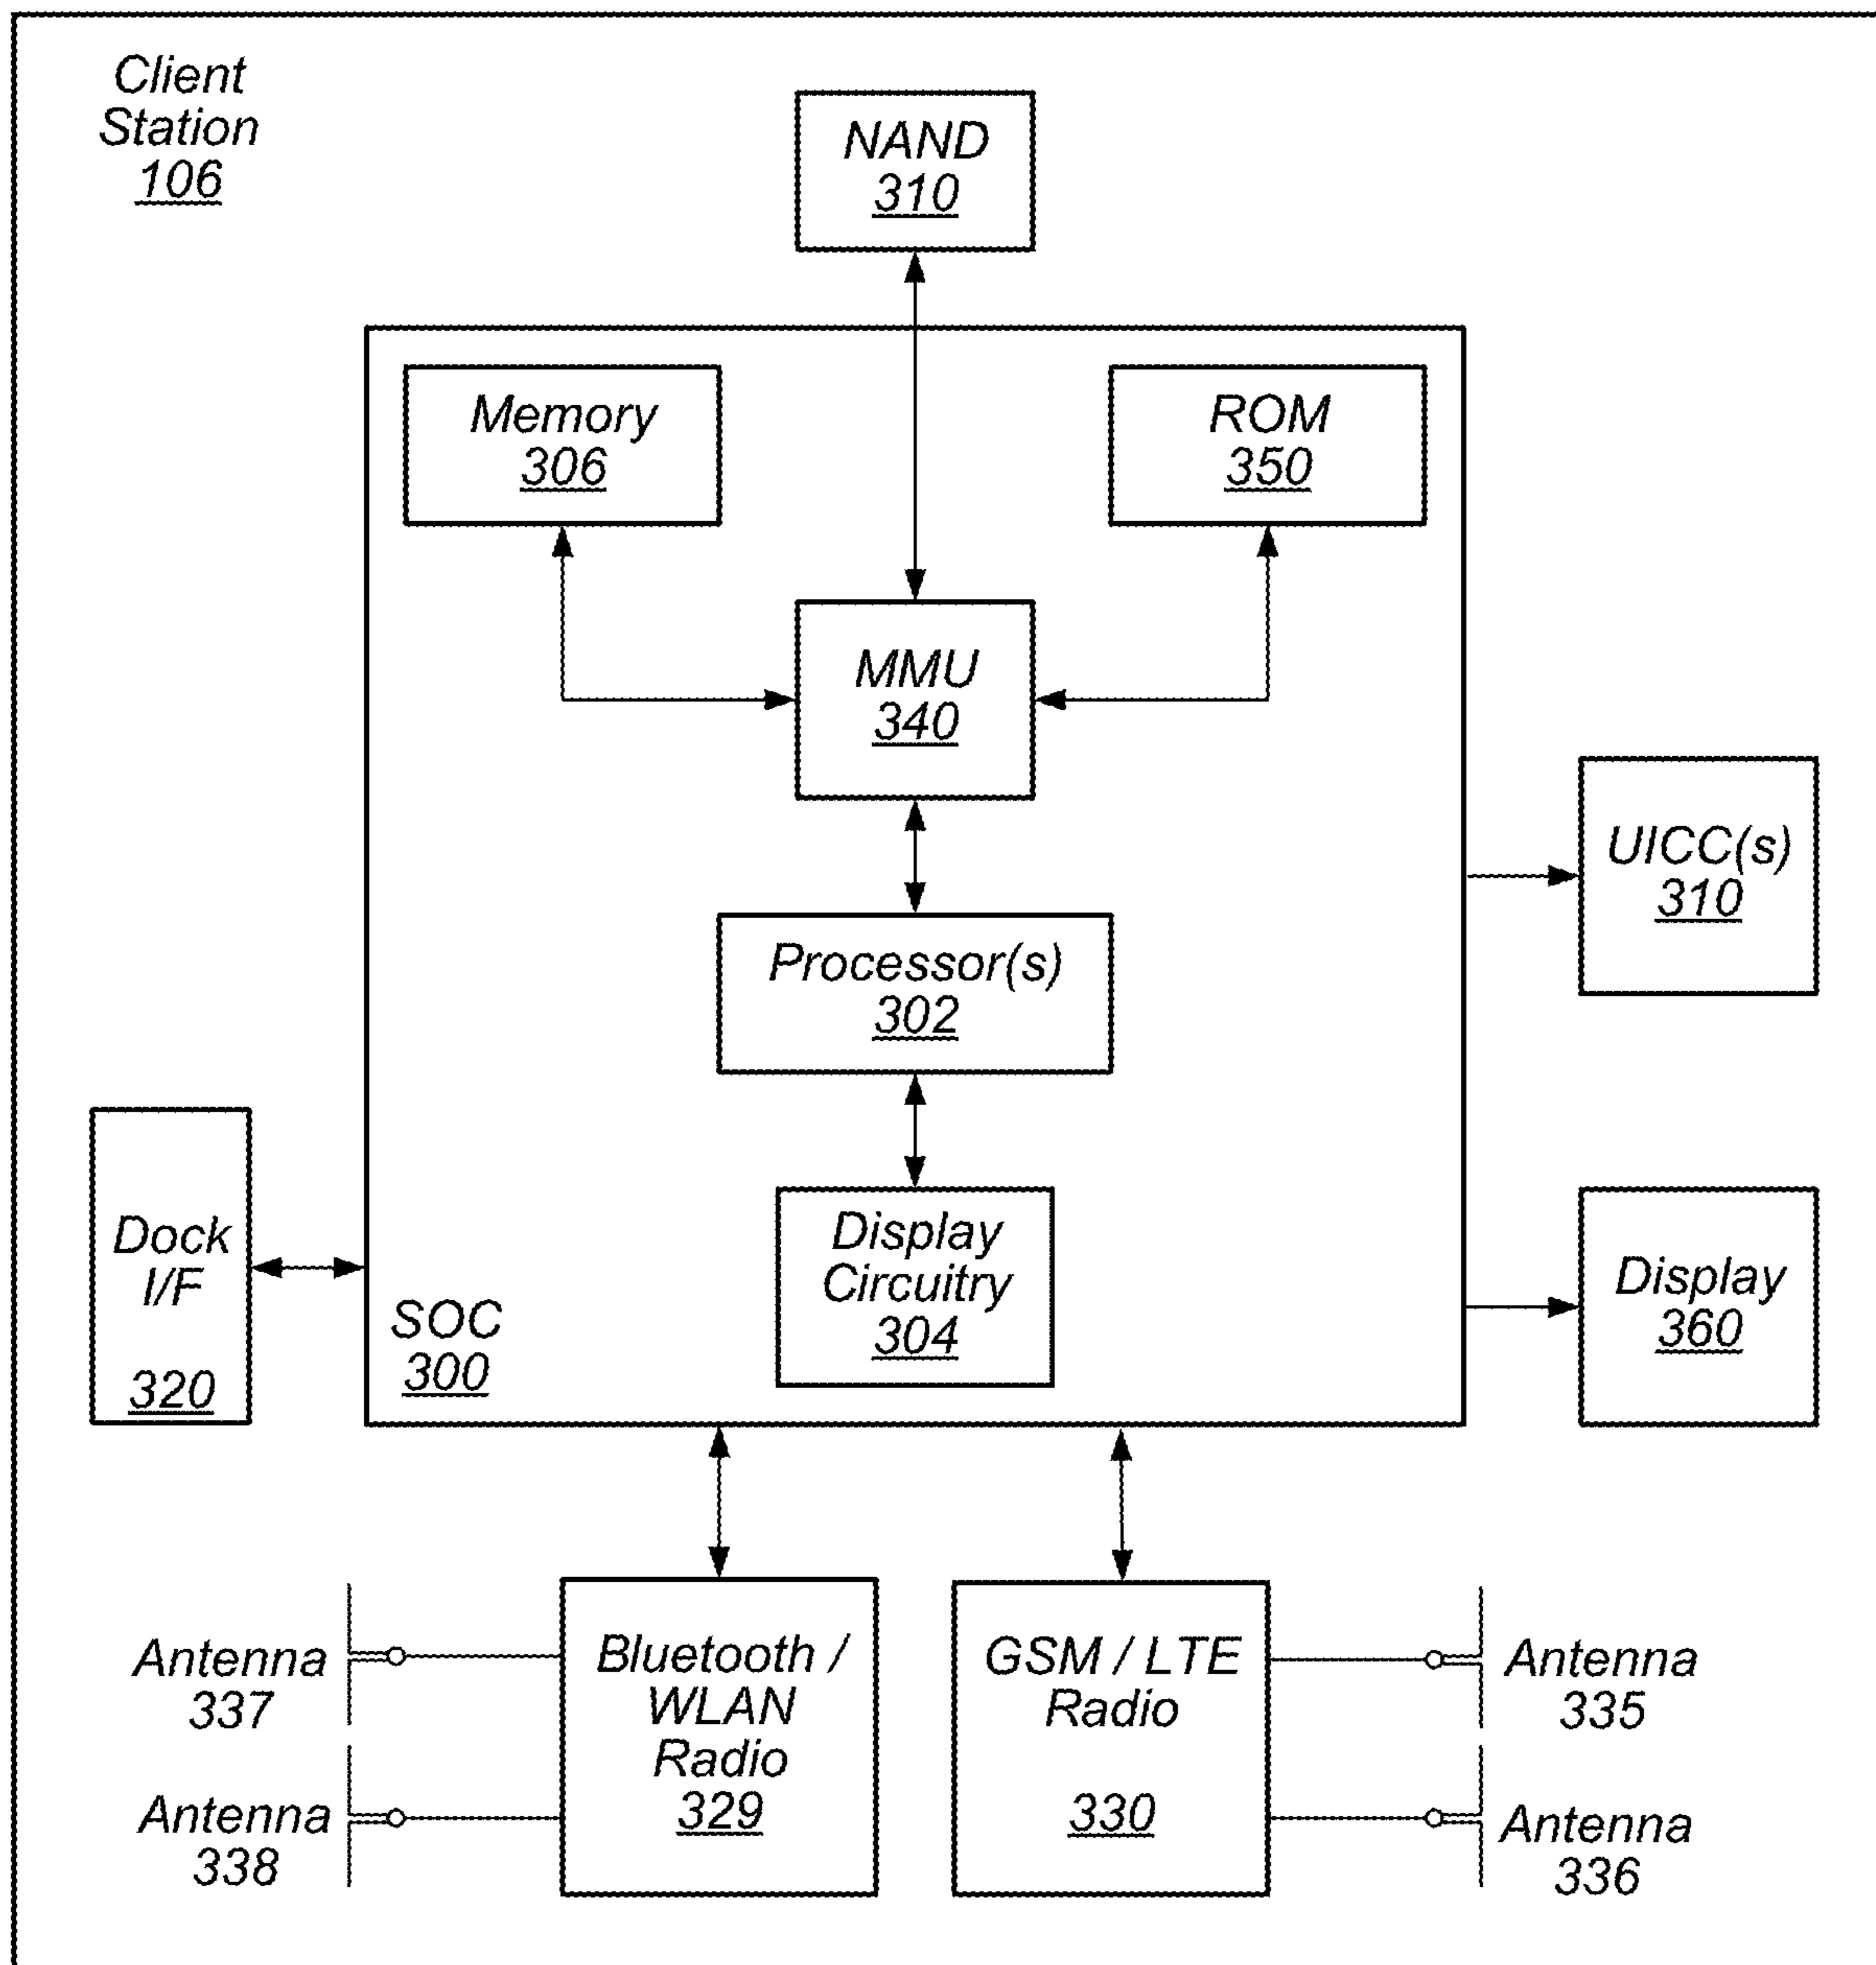 Client
Station
106
NAND
310
Memory
306
ROM
350
MMU
340
UICC(s)
310
Processor(s)
302
Dock
I/F
320
Display
Circuitry
304
SOC
300
Display
360
Antenna
337
Antenna
338
Bluetooth /
WLAN
Radio
329
GSM / LTE
Radio
330
Antenna
335
Antenna
336